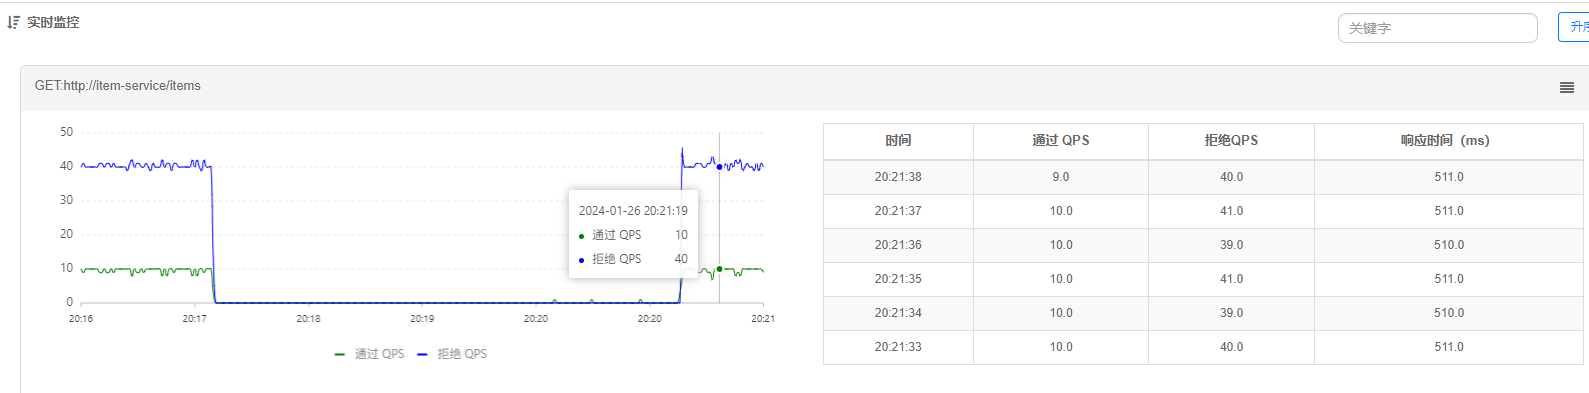 实时监控
关键字
升序
GET:http://item-service/items
50
40
30
20
10
0
20:16 20:17 20:18 20:19 20:20 20:20 20:21
2024-01-26 20:21:19
通过 QPS 10
拒绝 QPS 40
通过 QPS 拒绝 QPS
时间 通过 QPS 拒绝QPS 响应时间（ms)
20:21:38 9.0 40.0 511.0
20:21:37 10.0 41.0 511.0
20:21:36 10.0 39.0 510.0
20:21:35 10.0 41.0 511.0
20:21:34 10.0 39.0 510.0
20:21:33 10.0 40.0 511.0